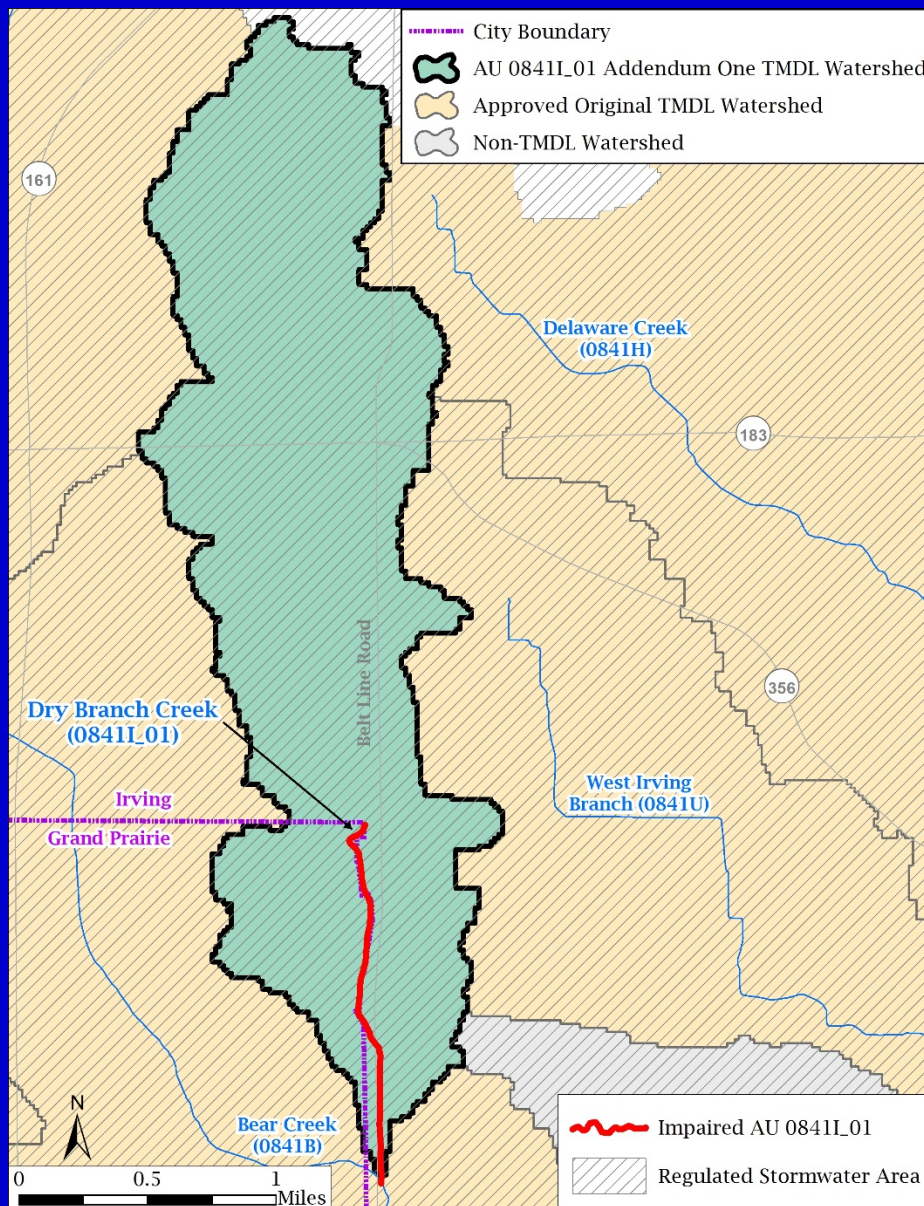 City Boundary
AU 0841I_01 Addendum One TMDL Watershed
Approved Original TMDL Watershed
Non-TMDL Watershed
161
Delaware Creek
(0841H)
183
Belt Line Road
356
Dry Branch Creek
(0841I_01)
West Irving
Branch (0841U)
Irving
Grand Prairie
N
Bear Creek
(0841B)
0 0.5 1
Miles
Impaired AU 0841I_01
Regulated Stormwater Area